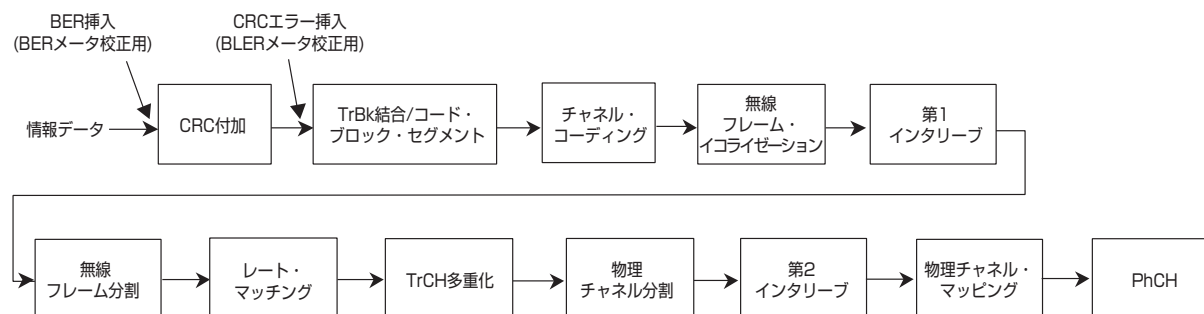 BER挿入
(BERメータ校正用)
CRCエラー挿入
(BLERメータ校正用)
情報データ
CRC付加
TrBk結合/コード・
ブロック・セグメント
チャネル・
コーディング
無線
フレーム・
イコライゼーション
第1
インタリーブ
無線
フレーム分割
レート・
マッチング
TrCH多重化
物理
チャネル分割
第2
インタリーブ
物理チャネル・
マッピング
PhCH